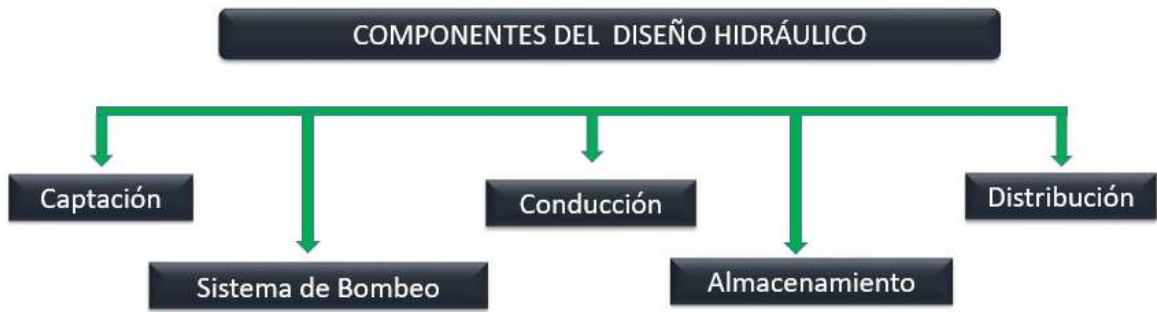 COMPONENTES DEL DISEÑO HIDRÁULICO
Captación
Sistema de Bombeo
Conducción
Almacenamiento
Distribución